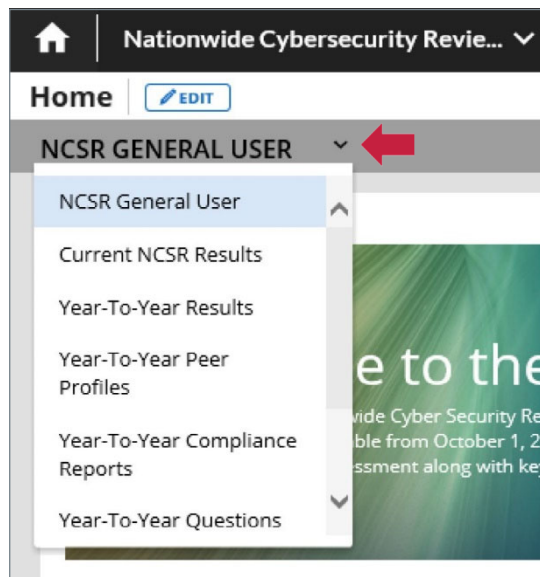 Nationwide Cybersecurity Revie...
Home EDIT
NCSR GENERAL USER
NCSR General User
Current NCSR Results
Year-To-Year Results
Year-To-Year Peer
Profiles
Year-To-Year Compliance
Reports
Year-To-Year Questions
e to the
wide Cyber Security Re
ble from October 1, 2
ssment along with key